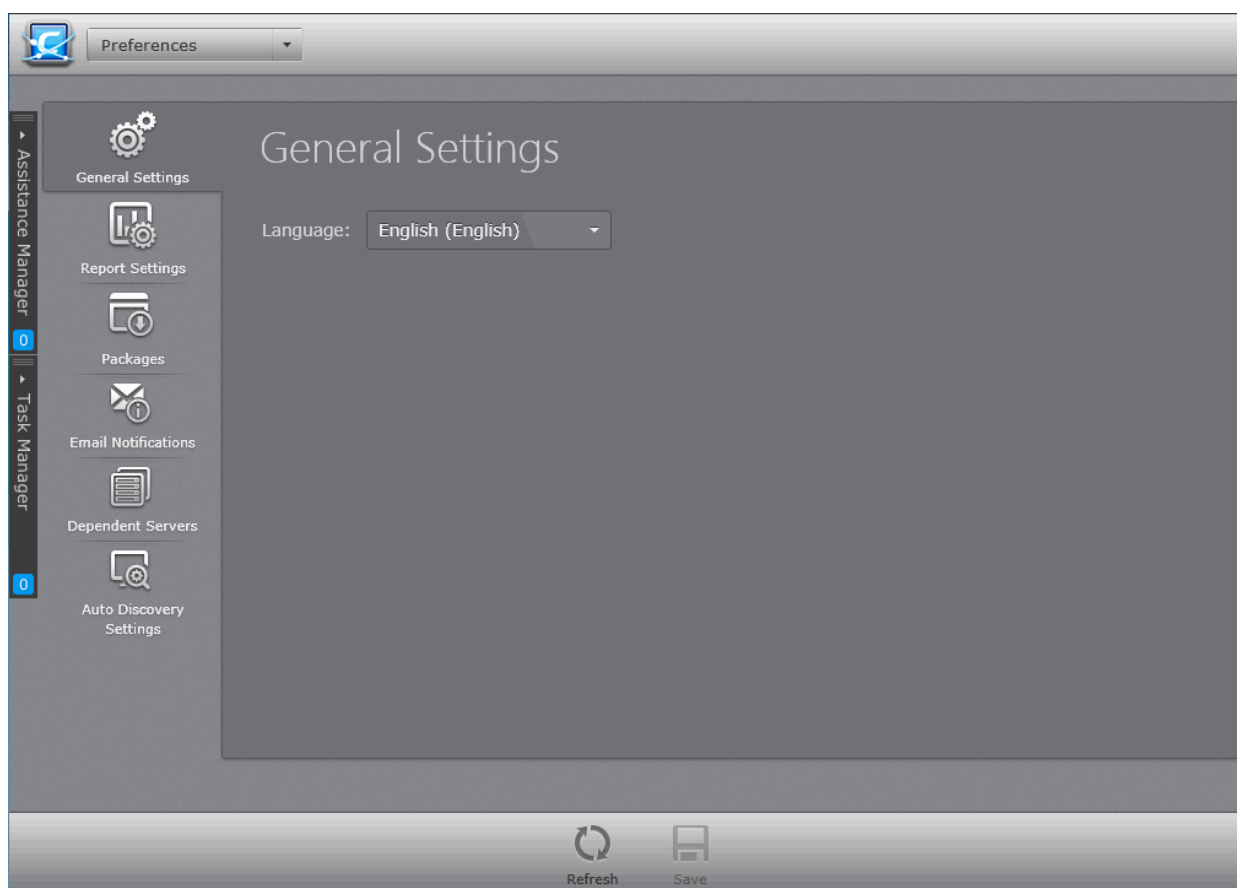 Preferences
Assistance Manager
0
Task Manager
0
General Settings
Report Settings
Packages
Email Notifications
Dependent Servers
Auto Discovery
Settings
General Settings
Language: English (English)
Refresh
Save